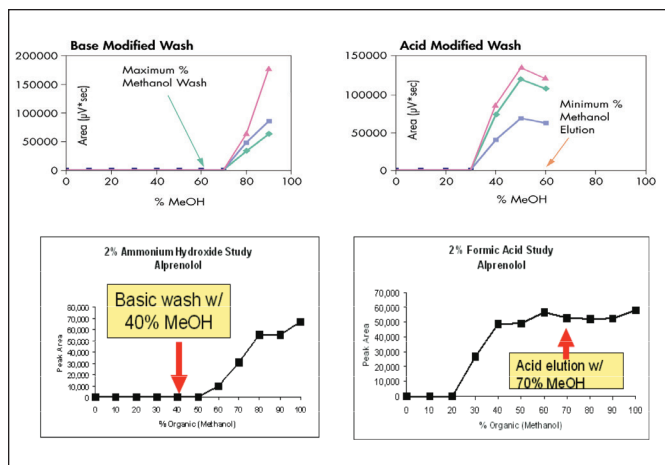 Base Modified Wash
200000
150000
100000
50000
0
Area [µV*sec)
Maximum %
Methanol Wash
0 20 40 60 80 100
% MeOH
Acid Modified Wash
150000
100000
50000
0
Area [µV*sec)
Minimum %
Methanol
Elution
0 20 40 60 80 100
% MeOH
2% Ammonium Hydroxide Study
Alprenolol
Basic wash w/
40% MeOH
80,000
70,000
60,000
50,000
40,000
30,000
20,000
10,000
0
Peak Area
0 10 20 30 40 50 60 70 80 90 100
% Organic (Methanol)
2% Formic Acid Study
Alprenolol
70,000
60,000
50,000
40,000
30,000
20,000
10,000
0
Peak Area
Acid elution w/
70% MeOH
0 10 20 30 40 50 60 70 80 90 100
% Organic (Methanol)